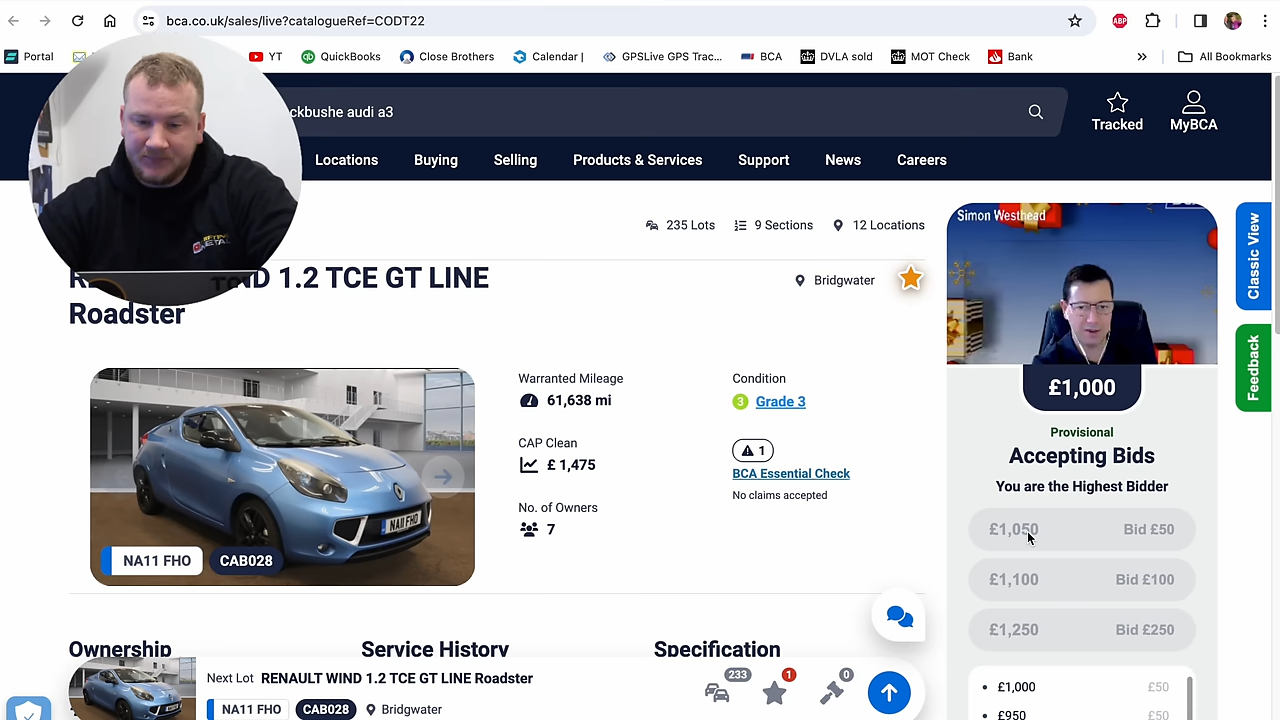 bca.co.uk/sales/live?catalogueRef=CODT22
Portal
YT
QuickBooks
Close Brothers
Calendar |
GPSLive GPS Trac...
BCA
DVLA sold
MOT Check
Bank
All Bookmarks
ckbushe audi a3
Tracked
MyBCA
Locations
Buying
Selling
Products & Services
Support
News
Careers
235 Lots
9 Sections
12 Locations
Simon Westhead
Classic View
Feedback
WIND 1.2 TCE GT LINE
Roadster
Bridgwater
Warranted Mileage
61,638 mi
CAP Clean
£ 1,475
No. of Owners
7
Condition
3 Grade 3
1
BCA Essential Check
No claims accepted
NA11 FHO
NA11 FHO
CAB028
£1,000
Provisional
Accepting Bids
You are the Highest Bidder
£1,050 Bid £50
£1,100 Bid £100
£1,250 Bid £250
£1,000 £50
£950 £50
Ownership
Service History
Specification
Next Lot RENAULT WIND 1.2 TCE GT LINE Roadster
NA11 FHO
CAB028
Bridgwater
233
1
0